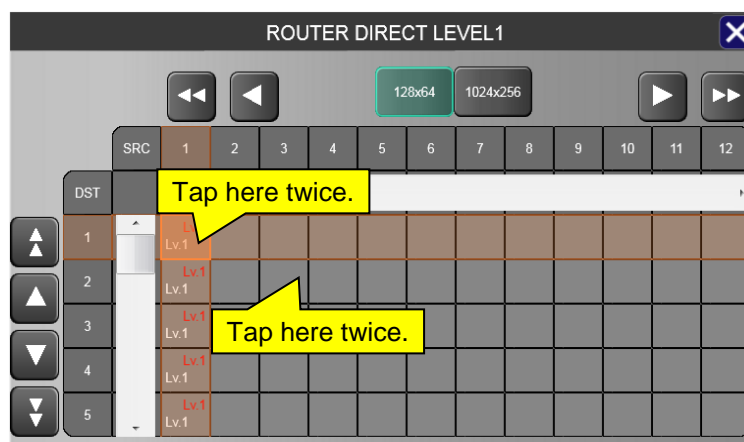 ROUTER DIRECT LEVEL1
128x64 1024x256
SRC 1 2 3 4 5 6 7 8 9 10 11 12
DST
Tap here twice.
1
Lv.1
Lv.1
2
Lv.1
Tap here twice.
3 Lv.1
Lv.1
4 Lv.1
Lv.1
5 Lv.1
Lv.1